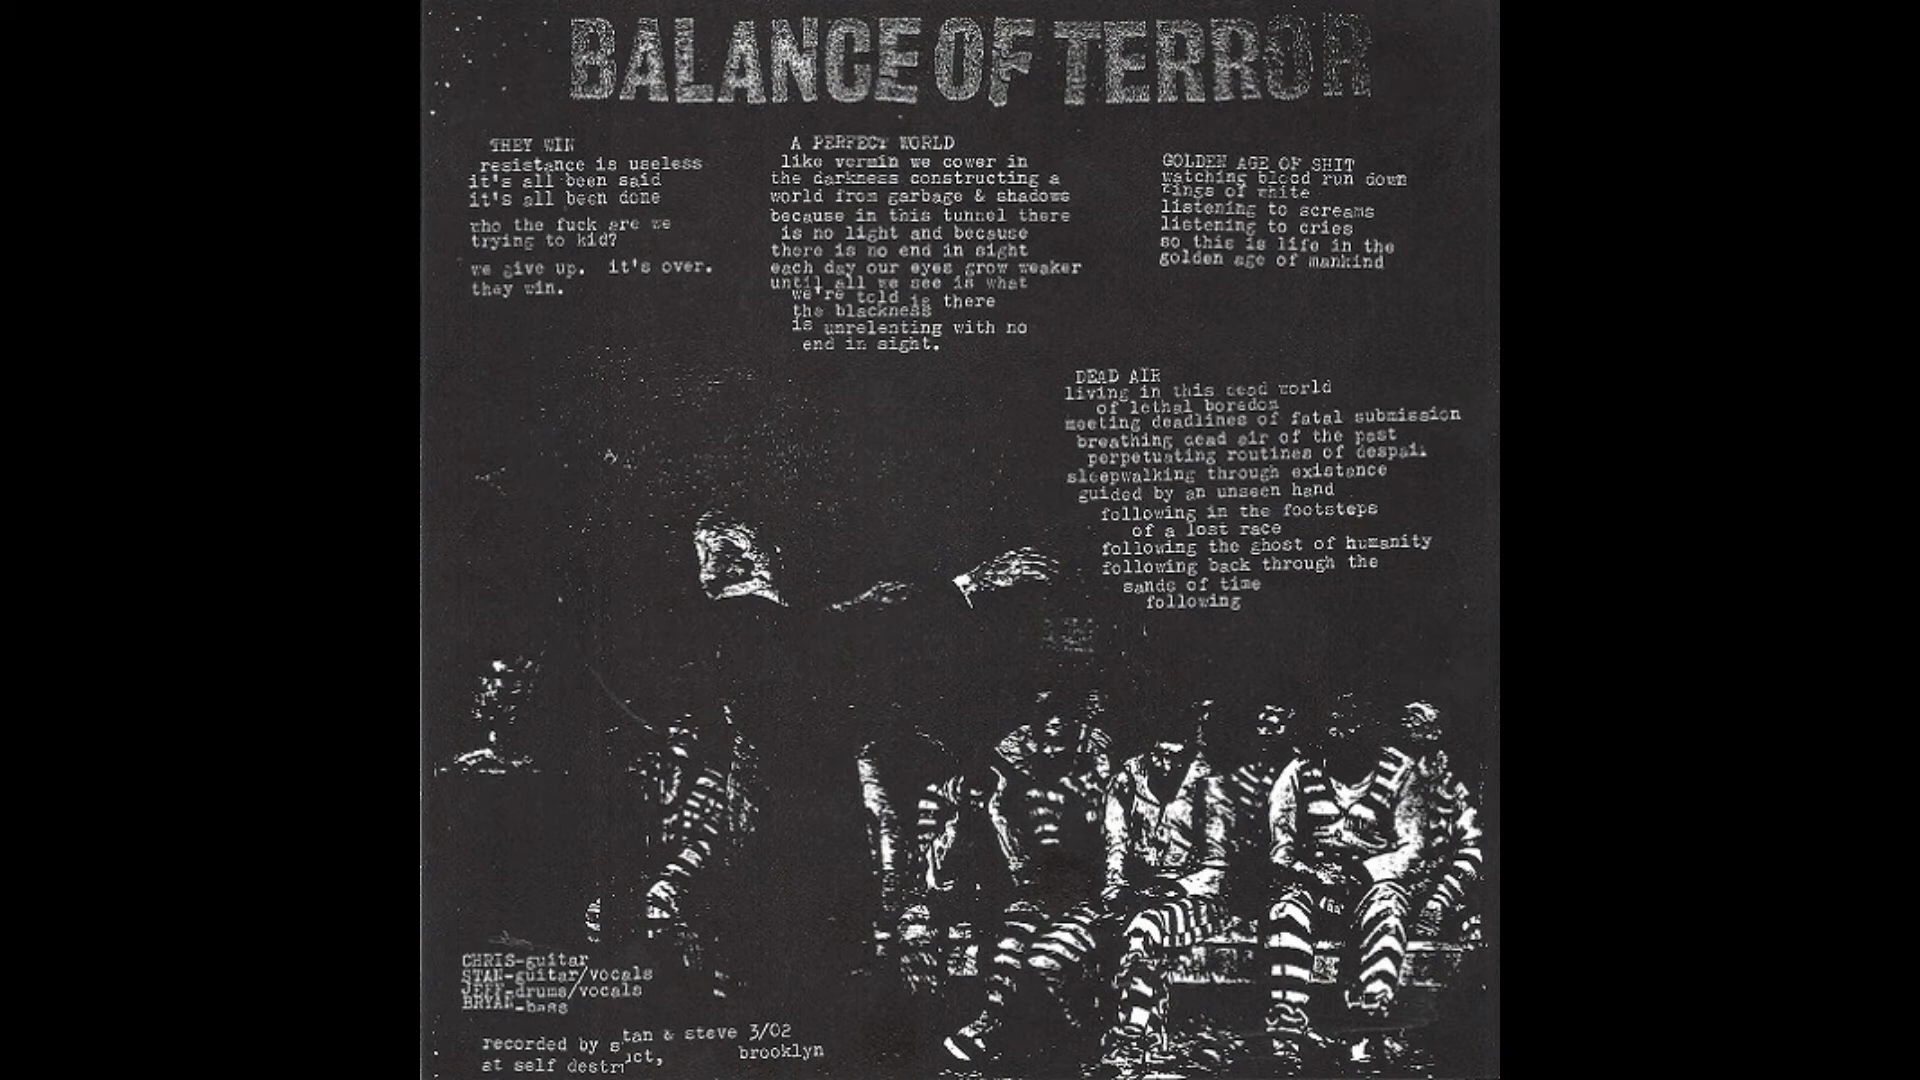 BALANCE OF TERROR
THEY WIN
resistance is useless
it's all been said
it's all been done
who the fuck are we
trying to kid?
we give up. it's over.
they win.
A PERFECT WORLD
like vermin we cower in
the darkness constructing a
world from garbage & shadows
because in this tunnel there
is no light and because
there is no end in sight
each day our eyes grow weaker
until all we see is what
we're told is there
the blackness
is unrelenting with no
end in sight.
GOLDEN AGE OF SHIT
watching blood run down
wings of white
listening to screams
listening to cries
so this is life in the
golden age of mankind
DEAD AIR
living in this dead world
of lethal boredom
meeting deadlines of fatal submission
breathing dead air of the past
perpetuating routines of despair
sleepwalking through existance
guided by an unseen hand
following in the footsteps
of a lost race
following the ghost of humanity
following back through the
sands of time
following
CHRIS-guitar
STAN-guitar/vocals
JEFF-drums/vocals
BRYAN-bass
recorded by stan & steve 3/02
at self destruct, brooklyn